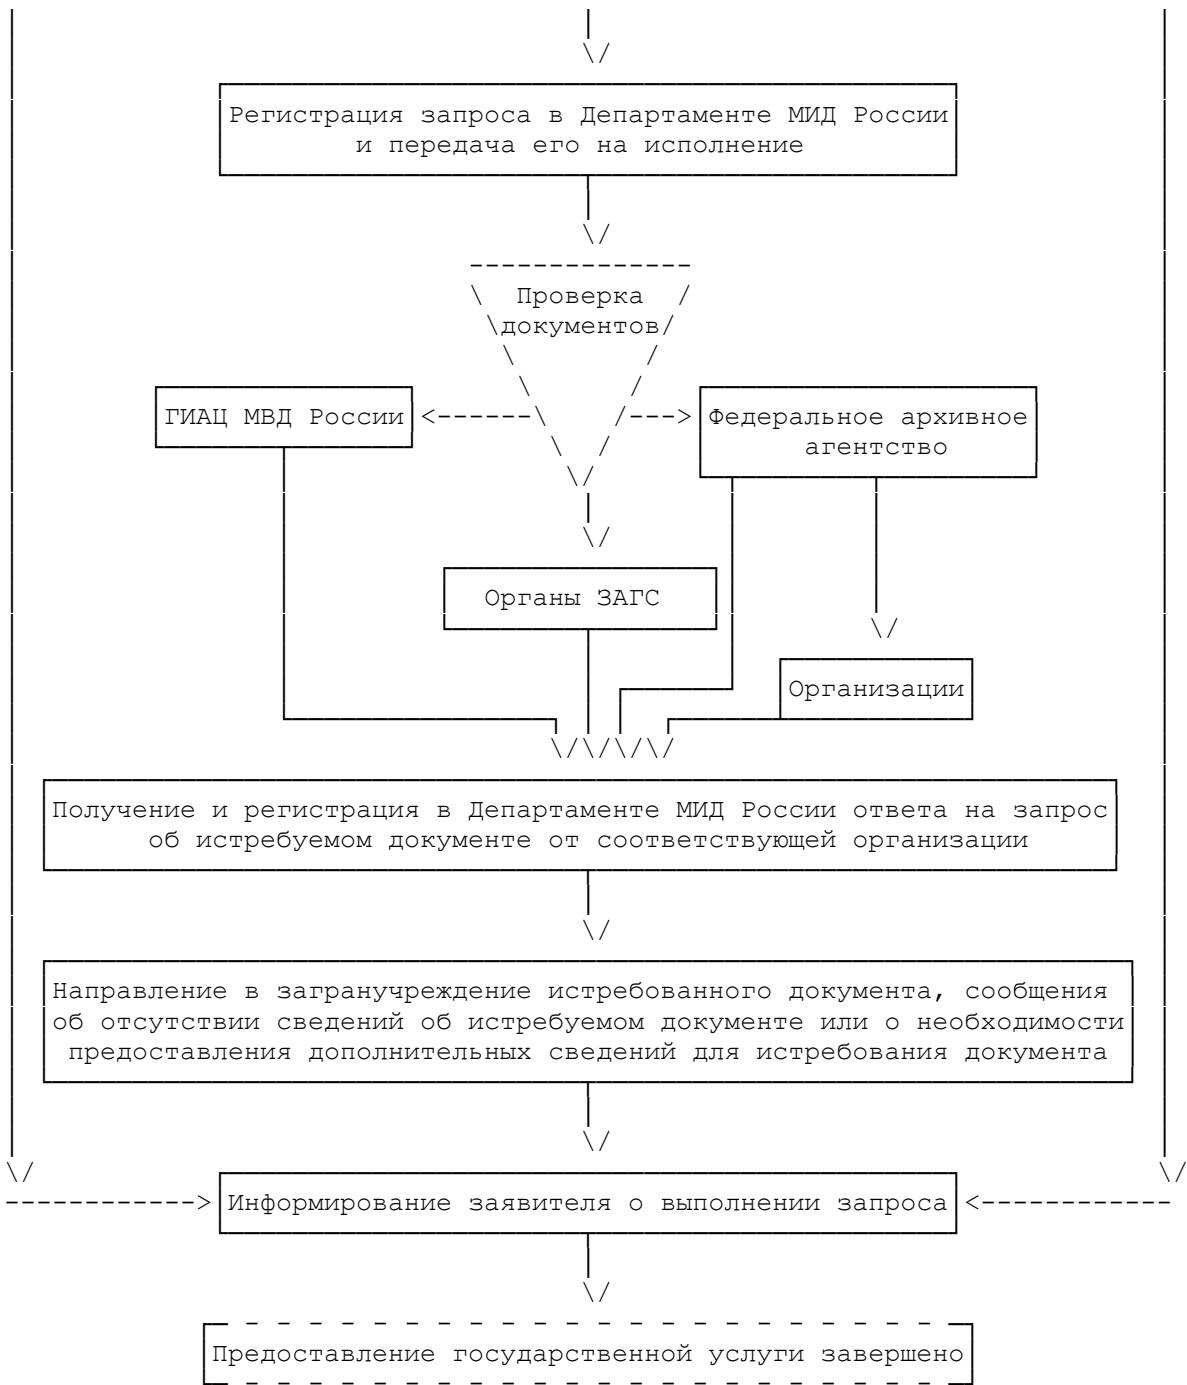 Регистрация запроса в Департаменте МИД России
и передача его на исполнение
Проверка
документов
ГИАЦ МВД России
Федеральное архивное
агентство
Органы ЗАГС
Организации
Получение и регистрация в Департаменте МИД России ответа на запрос
об истребуемом документе от соответствующей организации
Направление в загранучреждение истребованного документа, сообщения
об отсутствии сведений об истребуемом документе или о необходимости
предоставления дополнительных сведений для истребования документа
Информирование заявителя о выполнении запроса
Предоставление государственной услуги завершено